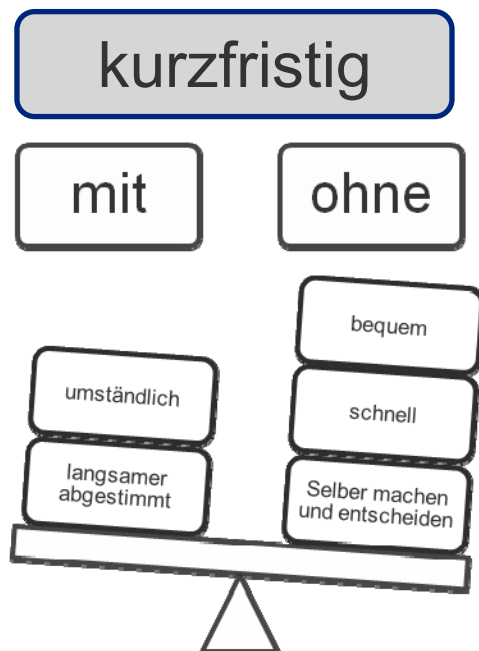 kurzfristig
mit
ohne
bequem
umständlich
schnell
langsamer
abgestimmt
Selber machen
und entscheiden